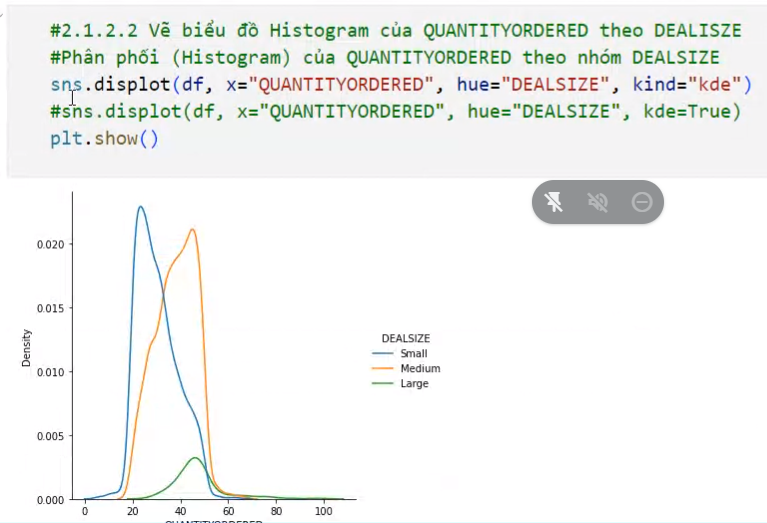 #2.1.2.2 Vẽ biểu đồ Histogram của QUANTITYORDERED theo DEALISZE
#Phân phối (Histogram) của QUANTITYORDERED theo nhóm DEALSIZE
sns.displot(df, x="QUANTITYORDERED", hue="DEALSIZE", kind="kde")
#sns.displot(df, x="QUANTITYORDERED", hue="DEALSIZE", kde=True)
plt.show()
0.020
0.015
0.010
0.005
0.000
Density
0 20 40 60 80 100
QUANTITYORDERED
DEALSIZE
Small
Medium
Large